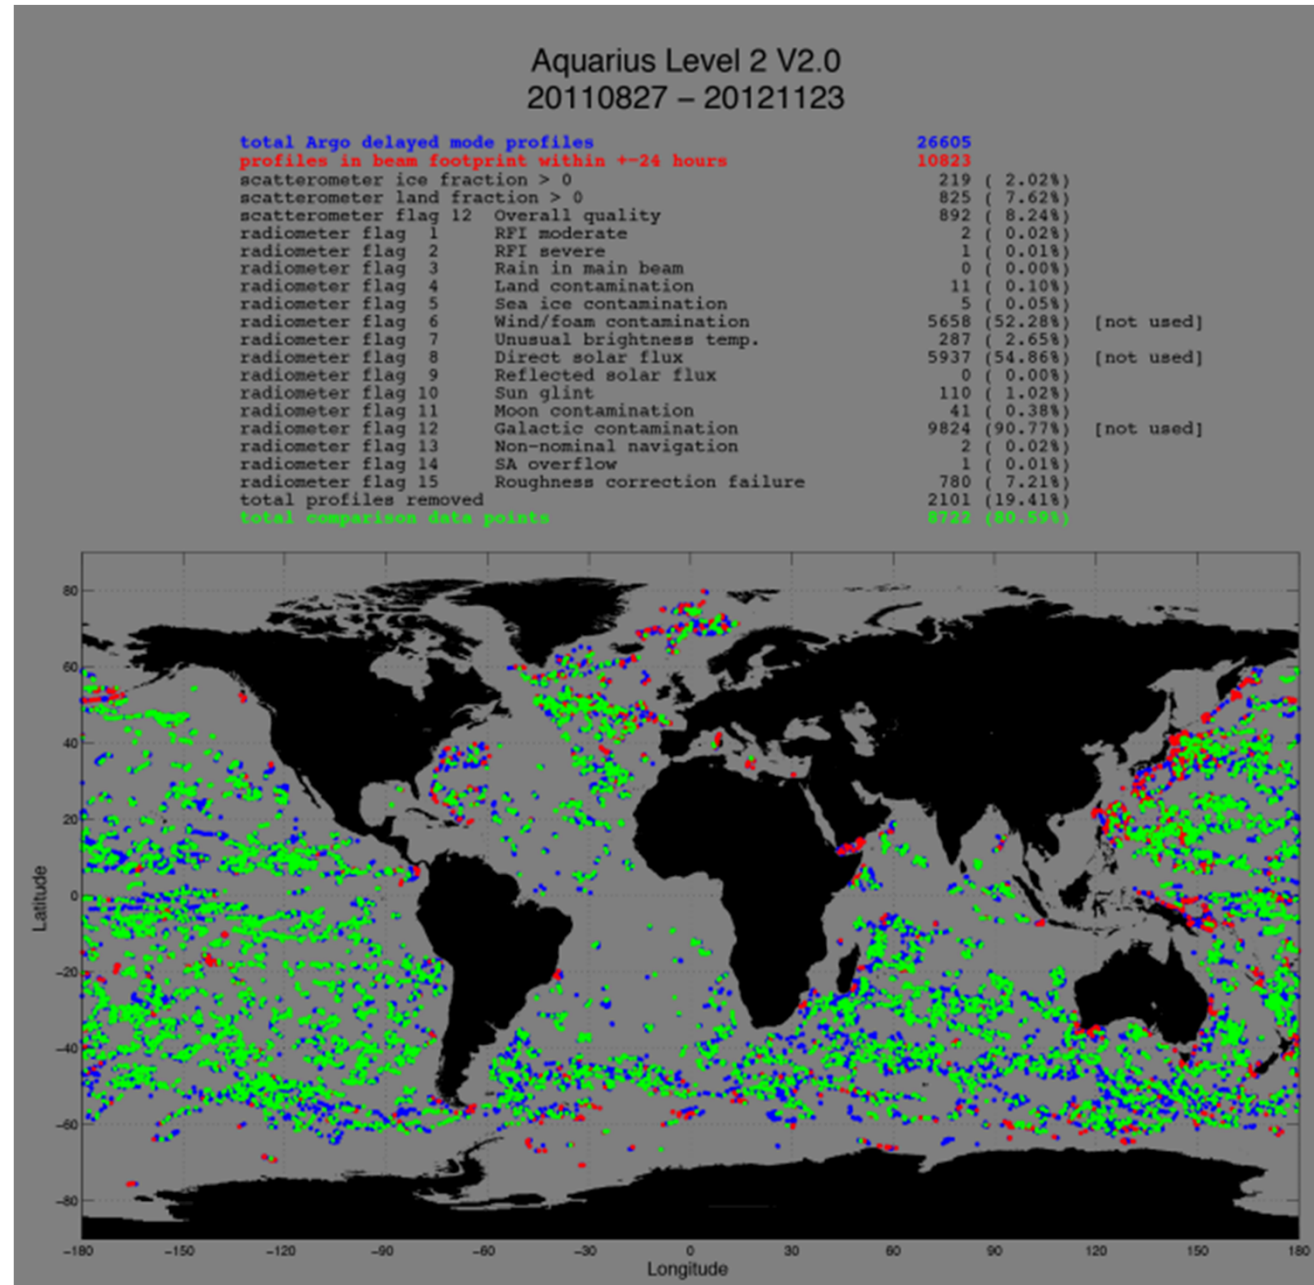 Aquarius Level 2 V2.0
20110827 – 20121123
total Argo delayed mode profiles 26605
profiles in beam footprint within +−24 hours 10823
scatterometer ice fraction > 0 219 ( 2.02%)
scatterometer land fraction > 0 825 ( 7.62%)
scatterometer flag 12 Overall quality 892 ( 8.24%)
radiometer flag 1 RFI moderate 2 ( 0.02%)
radiometer flag 2 RFI severe 1 ( 0.01%)
radiometer flag 3 Rain in main beam 0 ( 0.00%)
radiometer flag 4 Land contamination 11 ( 0.10%)
radiometer flag 5 Sea ice contamination 5 ( 0.05%)
radiometer flag 6 Wind/foam contamination 5658 (52.28%) [not used]
radiometer flag 7 Unusual brightness temp. 287 ( 2.65%)
radiometer flag 8 Direct solar flux 5937 (54.86%) [not used]
radiometer flag 9 Reflected solar flux 0 ( 0.00%)
radiometer flag 10 Sun glint 110 ( 1.02%)
radiometer flag 11 Moon contamination 41 ( 0.38%)
radiometer flag 12 Galactic contamination 9824 (90.77%) [not used]
radiometer flag 13 Non−nominal navigation 2 ( 0.02%)
radiometer flag 14 SA overflow 1 ( 0.01%)
radiometer flag 15 Roughness correction failure 780 ( 7.21%)
total profiles removed 2101 (19.41%)
total comparison data points 8722 (80.59%)
80
60
40
20
0
−20
−40
−60
−80
Latitude
−180 −150 −120 −90 −60 −30 0 30 60 90 120 150 180
Longitude